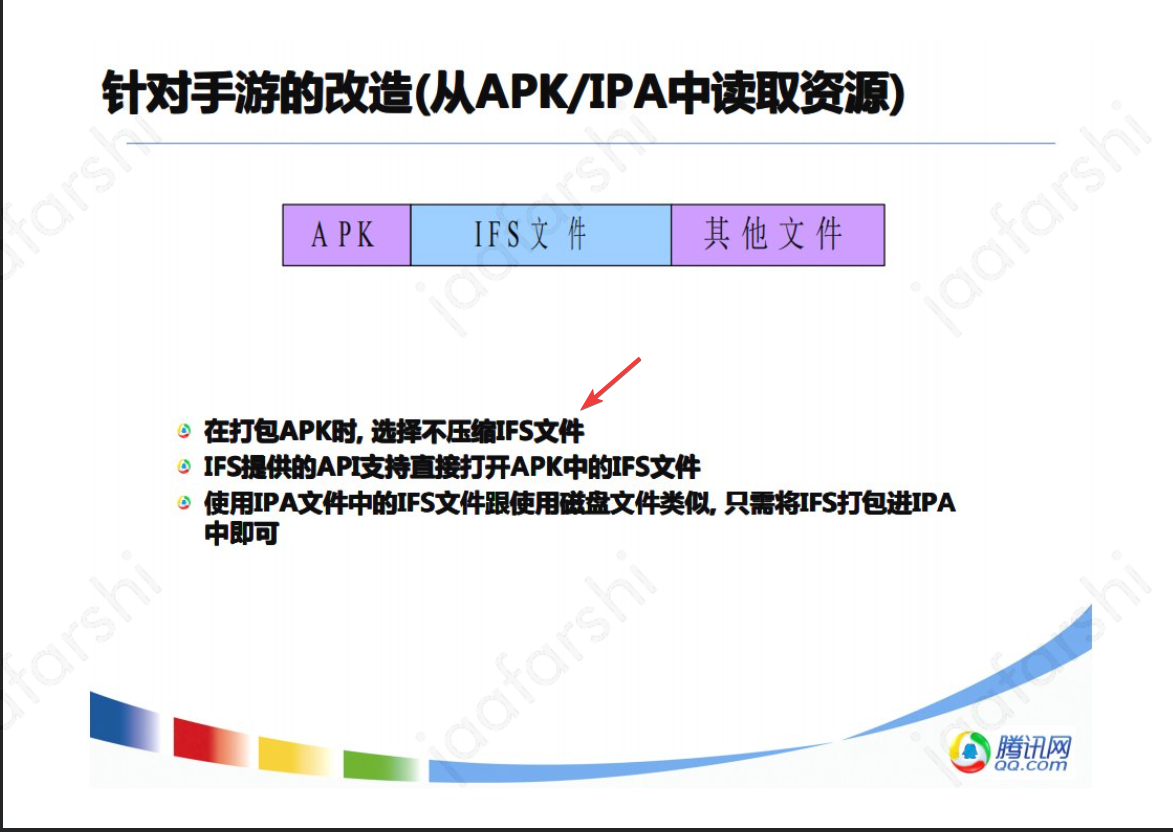 针对手游的改造(从APK/IPA中读取资源)
APK
IFS文件
其他文件
在打包APK时, 选择不压缩IFS文件
IFS提供的API支持直接打开APK中的IFS文件
使用IPA文件中的IFS文件跟使用磁盘文件类似, 只需将IFS打包进IPA
中即可
腾讯网
QQ.com
jaafarshi
jaafarshi
jaafarshi
jaafarshi
jaafarshi
jaafarshi